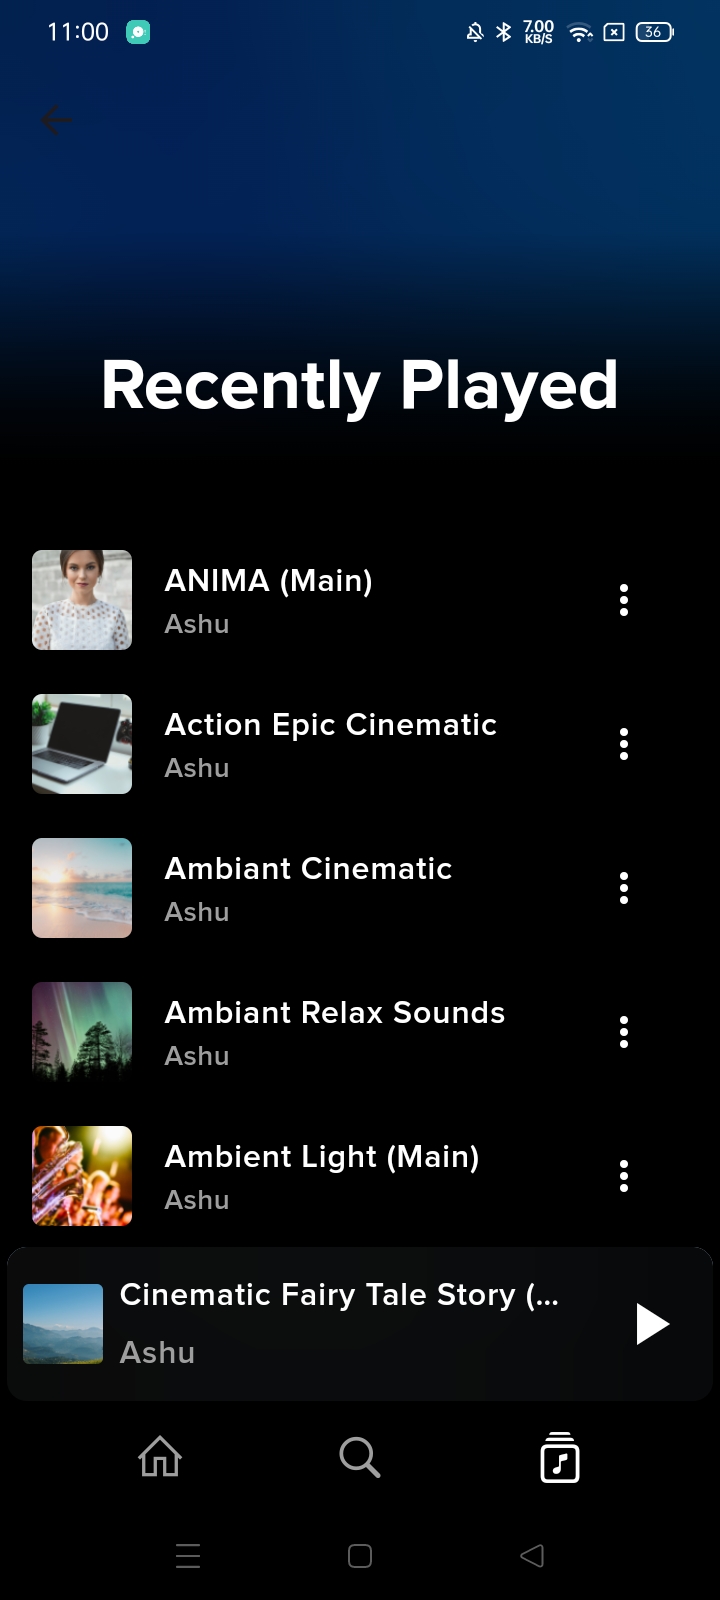 11:00
7.00
KB/S
36
Recently Played
ANIMA (Main)
Ashu
Action Epic Cinematic
Ashu
Ambiant Cinematic
Ashu
Ambiant Relax Sounds
Ashu
Ambient Light (Main)
Ashu
Cinematic Fairy Tale Story (...
Ashu